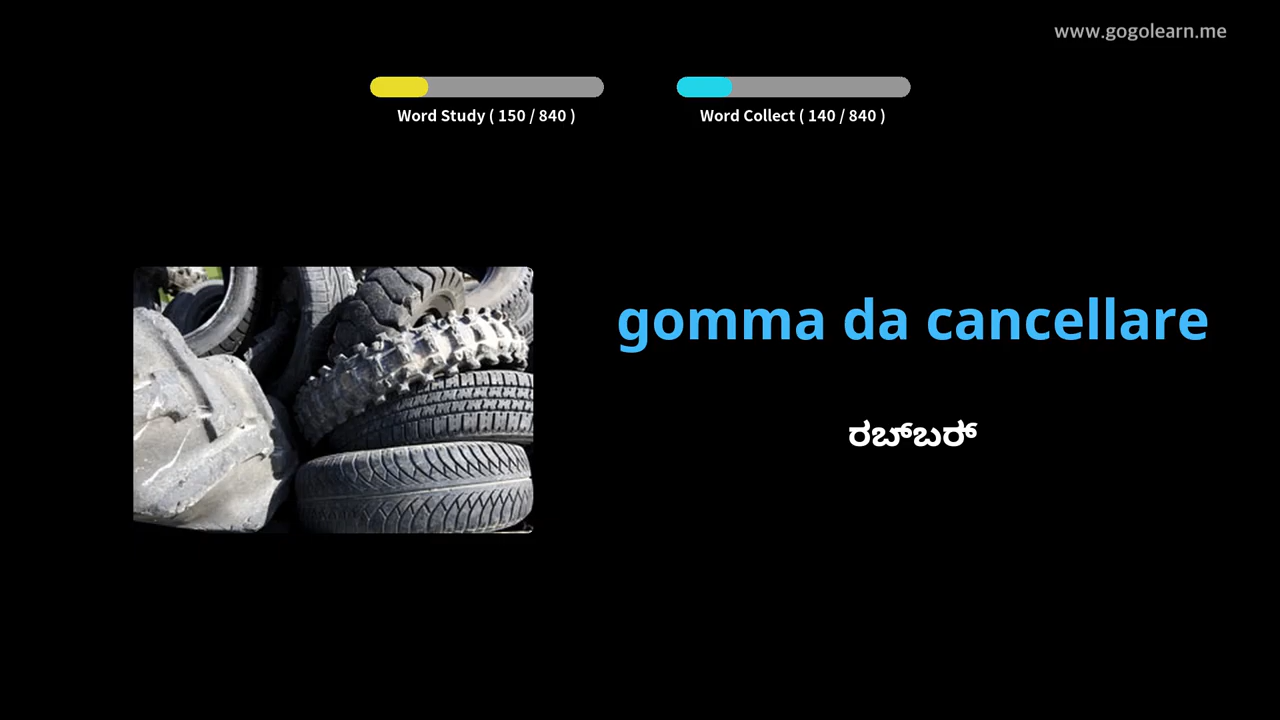 www.gogolearn.me
Word Study ( 150 / 840 )
Word Collect ( 140 / 840 )
gomma da cancellare
ರಬ್‌ಬರ್